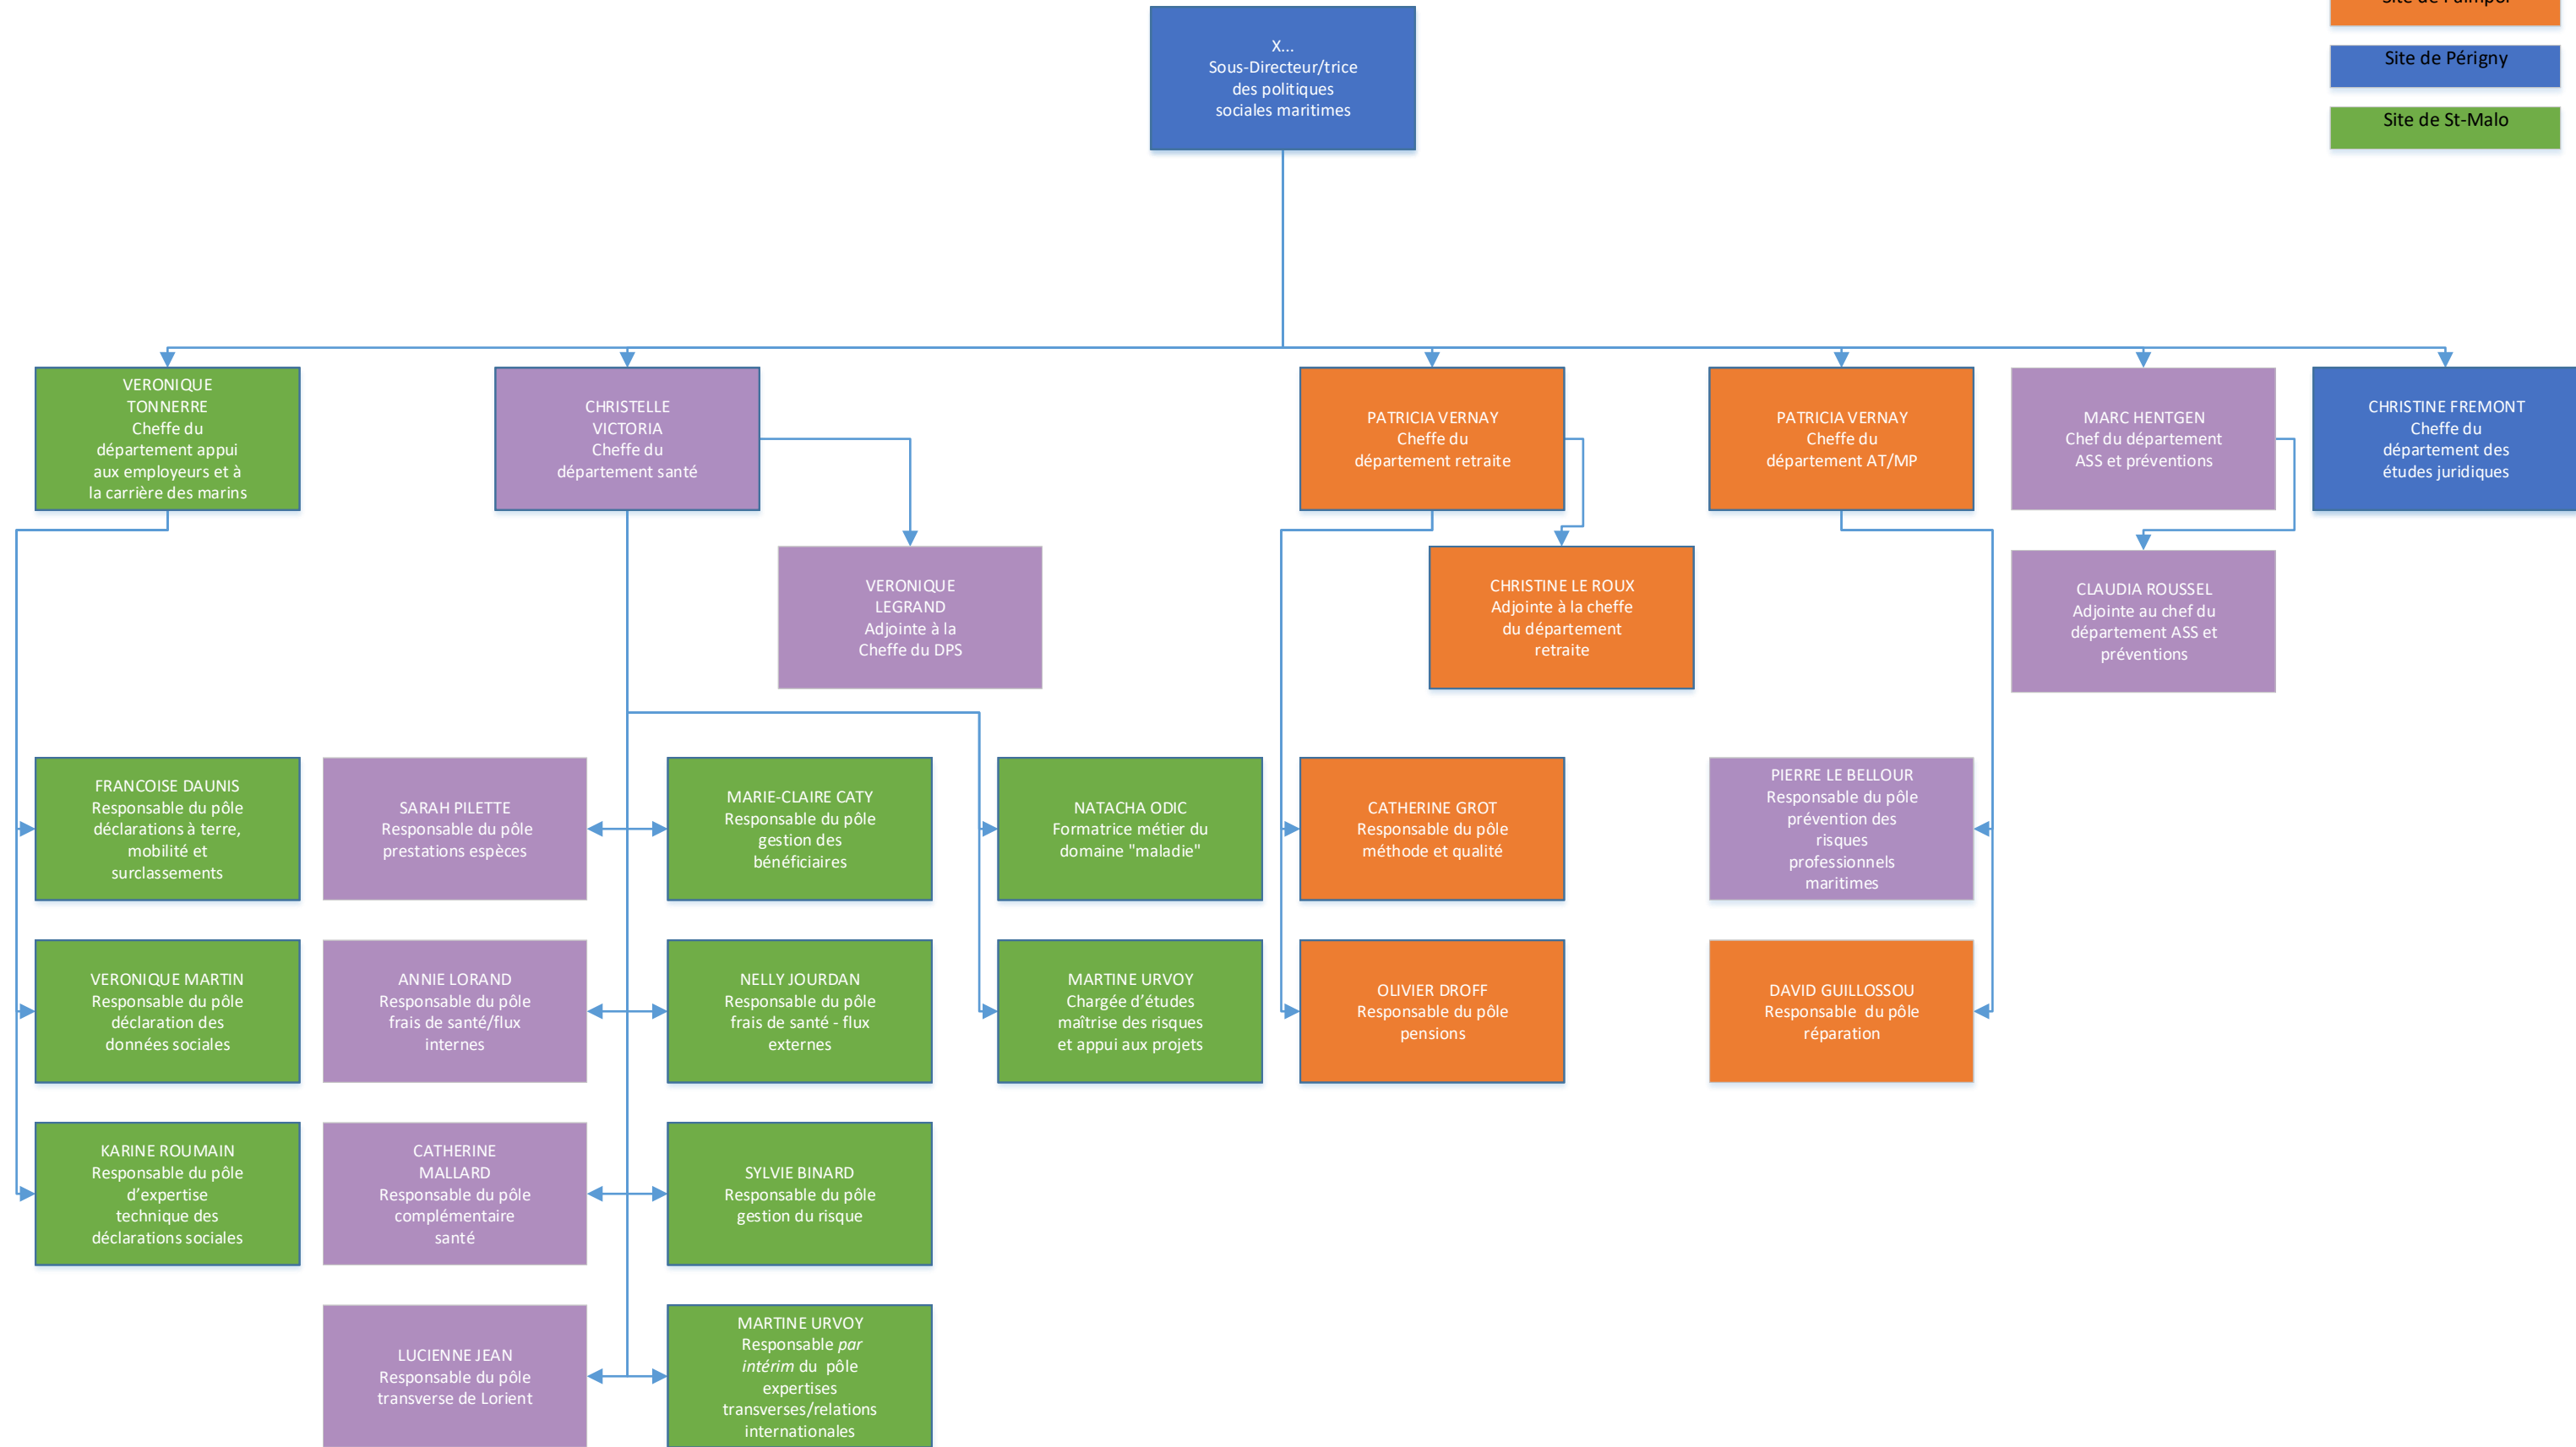 Site de Paimpol
X...
Sous-Directeur/trice
des politiques
sociales maritimes
Site de Périgny
Site de St-Malo
VERONIQUE
TONNERRE
Cheffe du
département appui
aux employeurs et à
la carrière des marins
CHRISTELLE
VICTORIA
Cheffe du
département santé
PATRICIA VERNAY
Cheffe du
département retraite
PATRICIA VERNAY
Cheffe du
département AT/MP
MARC HENTGEN
Chef du département
ASS et préventions
CHRISTINE FREMONT
Cheffe du
département des
études juridiques
VERONIQUE
LEGRAND
Adjointe à la
Cheffe du DPS
CHRISTINE LE ROUX
Adjointe à la cheffe
du département
retraite
CLAUDIA ROUSSEL
Adjointe au chef du
département ASS et
préventions
FRANCOISE DAUNIS
Responsable du pôle
déclarations à terre,
mobilité et
surclassements
SARAH PILETTE
Responsable du pôle
prestations espèces
MARIE-CLAIRE CATY
Responsable du pôle
gestion des
bénéficiaires
NATACHA ODIC
Formatrice métier du
domaine "maladie"
CATHERINE GROT
Responsable du pôle
méthode et qualité
PIERRE LE BELLOUR
Responsable du pôle
prévention des
risques
professionnels
maritimes
VERONIQUE MARTIN
Responsable du pôle
déclaration des
données sociales
ANNIE LORAND
Responsable du pôle
frais de santé/flux
internes
NELLY JOURDAN
Responsable du pôle
frais de santé - flux
externes
MARTINE URVOY
Chargée d’études
maîtrise des risques
et appui aux projets
OLIVIER DROFF
Responsable du pôle
pensions
DAVID GUILLOSSOU
Responsable du pôle
réparation
KARINE ROUMAIN
Responsable du pôle
d’expertise
technique des
déclarations sociales
CATHERINE
MALLARD
Responsable du pôle
complémentaire
santé
SYLVIE BINARD
Responsable du pôle
gestion du risque
LUCIENNE JEAN
Responsable du pôle
transverse de Lorient
MARTINE URVOY
Responsable par
intérim du pôle
expertises
transverses/relations
internationales